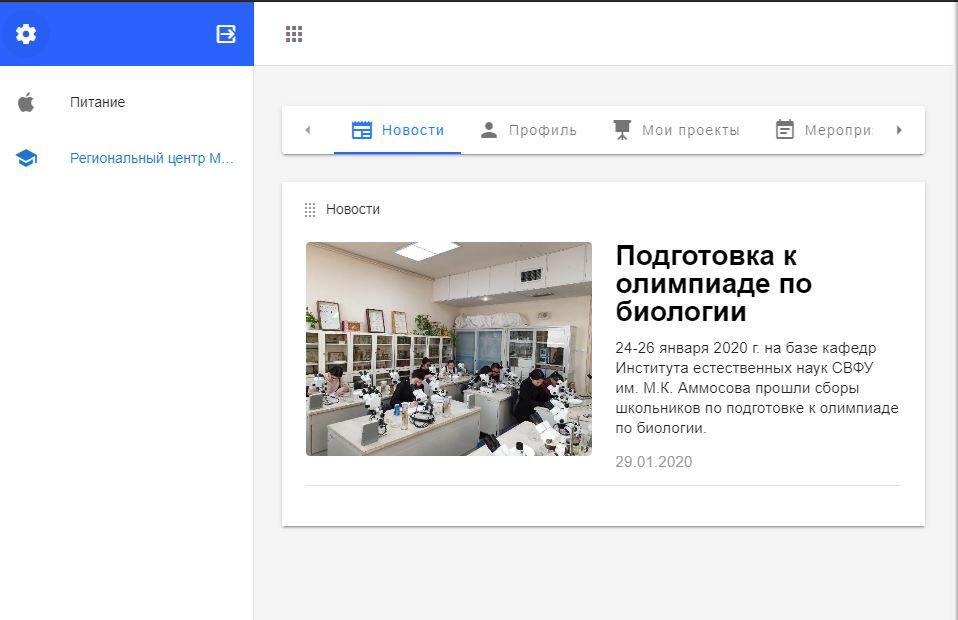 Питание
Региональный центр М...
Новости
Профиль
Мои проекты
Меропри
Новости
Подготовка к
олимпиаде по
биологии
24-26 января 2020 г. на базе кафедр
Института естественных наук СВФУ
им. М.К. Аммосова прошли сборы
школьников по подготовке к олимпиаде
по биологии.
29.01.2020